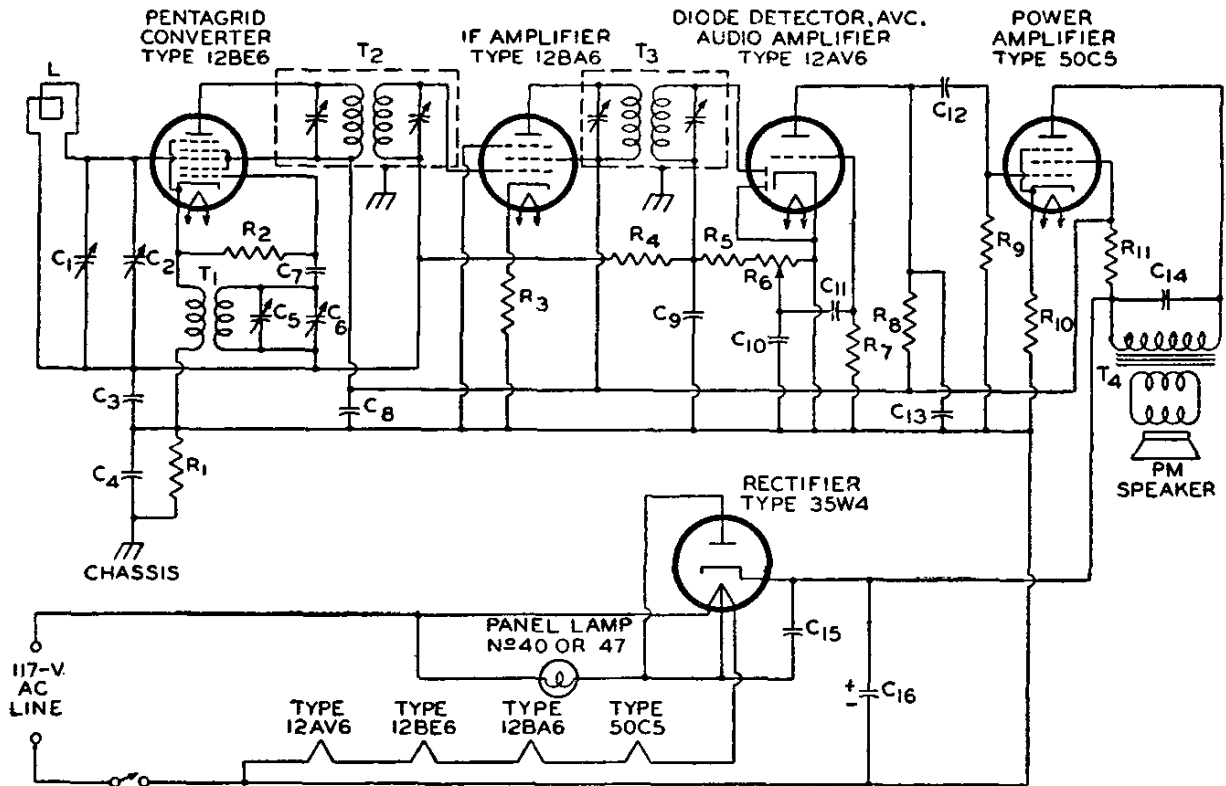 PENTAGRID
CONVERTER
TYPE 12BE6
IF AMPLIFIER
TYPE 12BA6
DIODE DETECTOR, AVC.
AUDIO AMPLIFIER
TYPE 12AV6
POWER
AMPLIFIER
TYPE 50C5
L
T2
T3
C12
C1
C2
R2
C7
T1
C5
C6
R3
R4
R5
R6
C11
C9
C10
R7
R8
R9
R10
R11
C14
C3
C8
C13
T4
C4
R1
PM
SPEAKER
CHASSIS
RECTIFIER
TYPE 35W4
PANEL LAMP
Nº40 OR 47
C15
+
-
C16
117-V.
AC
LINE
TYPE
12AV6
TYPE
12BE6
TYPE
12BA6
TYPE
50C5